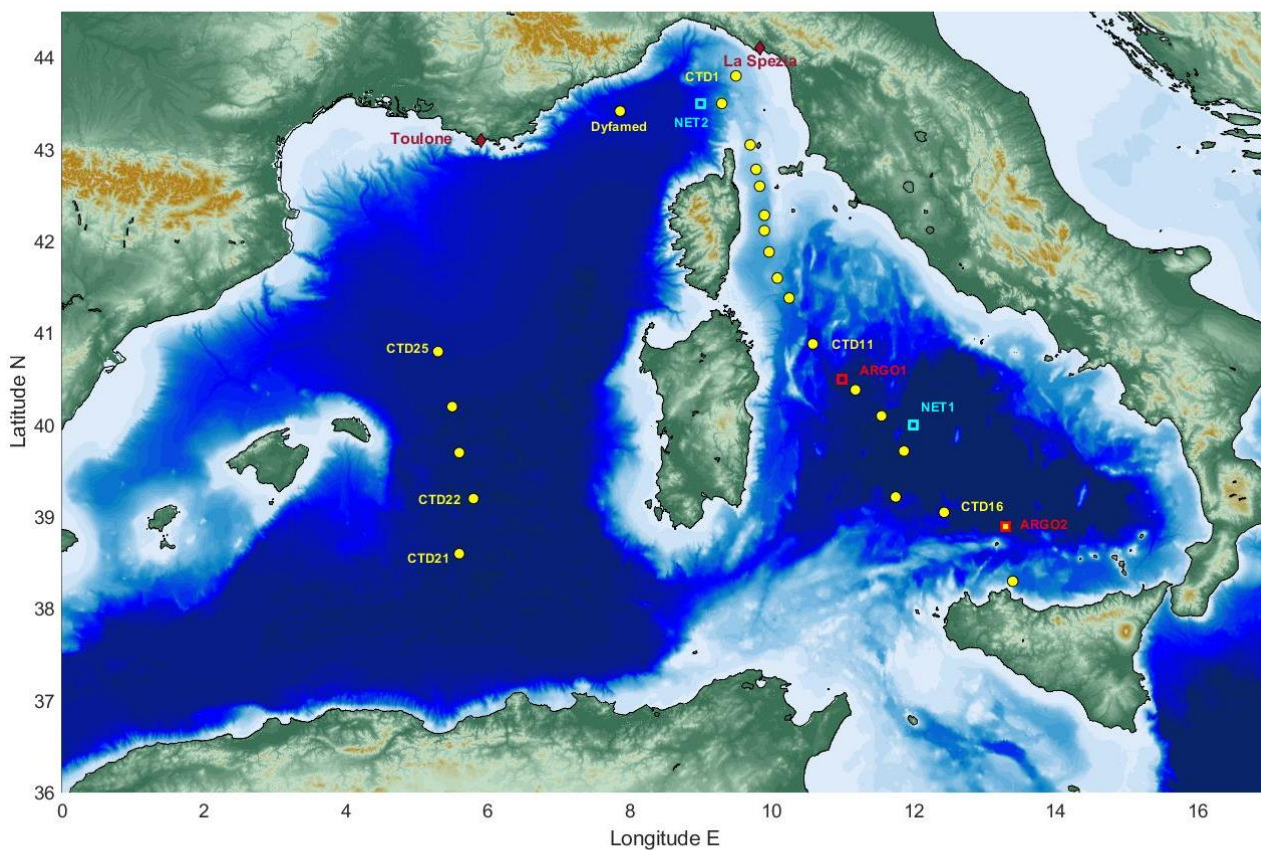 44
La Spezia
CTD1
NET2
Dyfamed
Toulone
43
42
41
CTD25
CTD11
ARGO1
NET1
Latitude N
40
CTD22
CTD16
39
ARGO2
CTD21
38
37
36
0 2 4 6 8 10 12 14 16
Longitude E